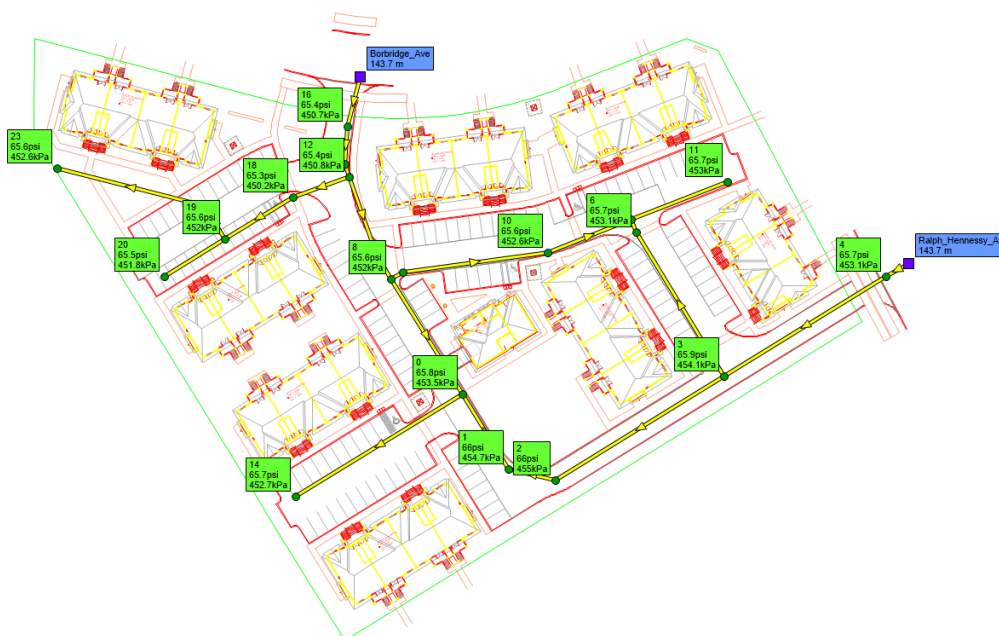 Borbridge_Ave
143.7 m
16
65.4psi
450.7kPa
23
65.6psi
452.6kPa
12
65.4psi
450.8kPa
18
65.3psi
450.2kPa
11
65.7psi
453kPa
19
65.6psi
452kPa
6
65.7psi
453.1kPa
10
65.6psi
452.6kPa
20
65.5psi
451.8kPa
8
65.6psi
452kPa
4
65.7psi
453.1kPa
Ralph_Hennessy_A
143.7 m
3
65.9psi
454.1kPa
0
65.8psi
453.5kPa
1
66psi
454.7kPa
2
66psi
455kPa
14
65.7psi
452.7kPa